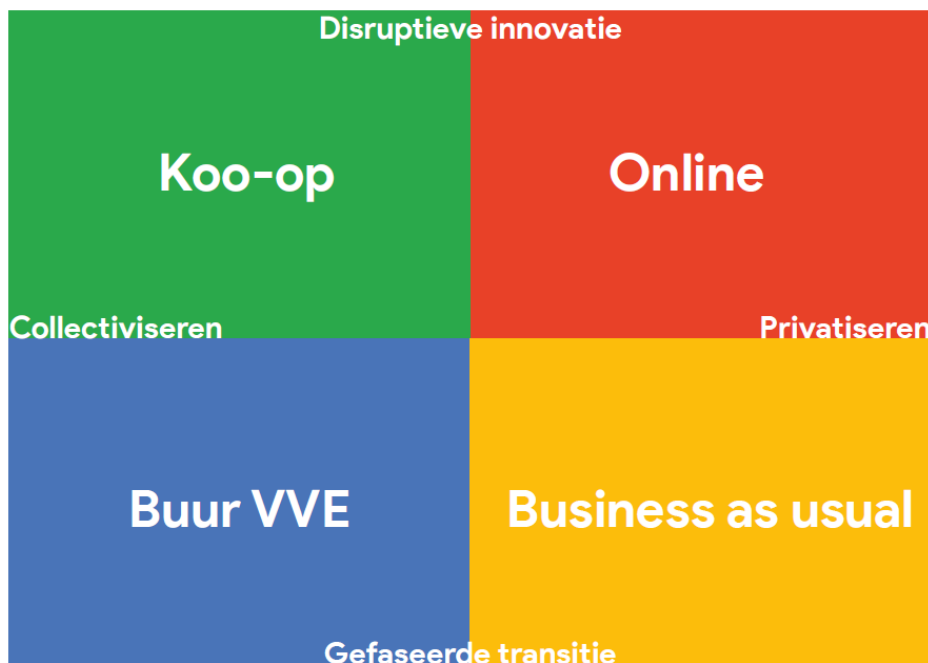 Disruptieve innovatie
Koo-op
Online
Collectiviseren
Privatiseren
Buur VVE
Business as usual
Gefaseerde transitie